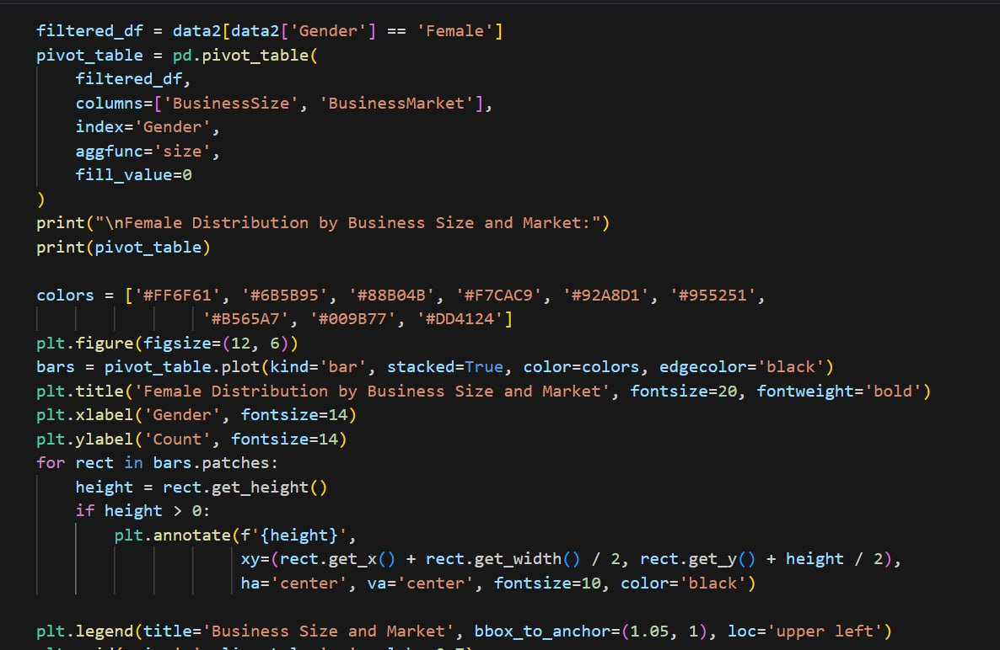 filtered_df = data2[data2['Gender'] == 'Female']
pivot_table = pd.pivot_table(
    filtered_df,
    columns=['BusinessSize', 'BusinessMarket'],
    index='Gender',
    aggfunc='size',
    fill_value=0
)
print("\nFemale Distribution by Business Size and Market:")
print(pivot_table)

colors = ['#FF6F61', '#6B5B95', '#88B04B', '#F7CAC9', '#92A8D1', '#955251',
                 '#B565A7', '#009B77', '#DD4124']
plt.figure(figsize=(12, 6))
bars = pivot_table.plot(kind='bar', stacked=True, color=colors, edgecolor='black')
plt.title('Female Distribution by Business Size and Market', fontsize=20, fontweight='bold')
plt.xlabel('Gender', fontsize=14)
plt.ylabel('Count', fontsize=14)
for rect in bars.patches:
    height = rect.get_height()
    if height > 0:
        plt.annotate(f'{height}',
                     xy=(rect.get_x() + rect.get_width() / 2, rect.get_y() + height / 2),
                     ha='center', va='center', fontsize=10, color='black')

plt.legend(title='Business Size and Market', bbox_to_anchor=(1.05, 1), loc='upper left')